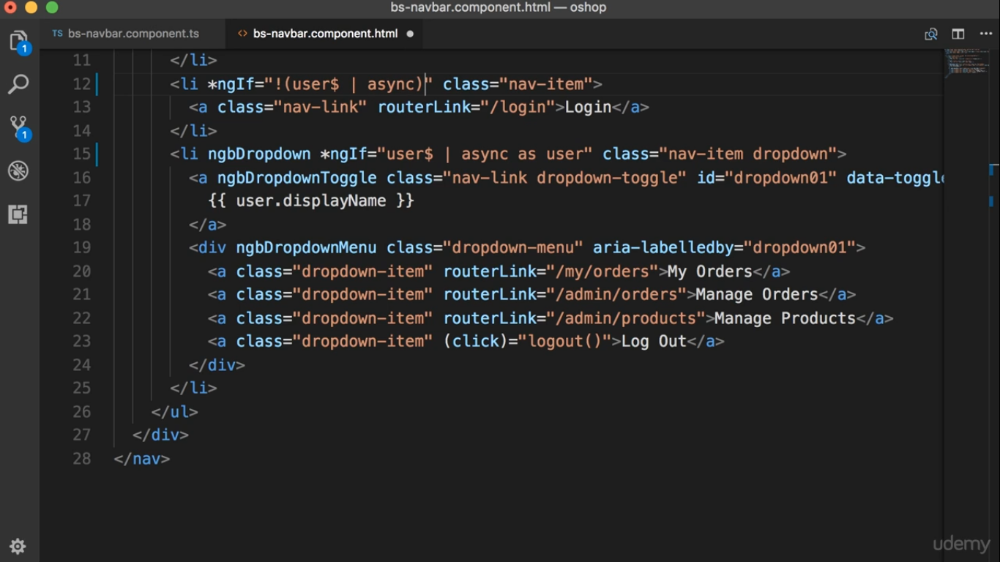 bs-navbar.component.html — oshop
TS bs-navbar.component.ts <> bs-navbar.component.html
1
1
11 </li>
12 <li *ngIf="!(user$ | async)" class="nav-item">
13 <a class="nav-link" routerLink="/login">Login</a>
14 </li>
15 <li ngbDropdown *ngIf="user$ | async as user" class="nav-item dropdown">
16 <a ngbDropdownToggle class="nav-link dropdown-toggle" id="dropdown01" data-toggle
17 {{ user.displayName }}
18 </a>
19 <div ngbDropdownMenu class="dropdown-menu" aria-labelledby="dropdown01">
20 <a class="dropdown-item" routerLink="/my/orders">My Orders</a>
21 <a class="dropdown-item" routerLink="/admin/orders">Manage Orders</a>
22 <a class="dropdown-item" routerLink="/admin/products">Manage Products</a>
23 <a class="dropdown-item" (click)="logout()">Log Out</a>
24 </div>
25 </li>
26 </ul>
27 </div>
28 </nav>
udemy